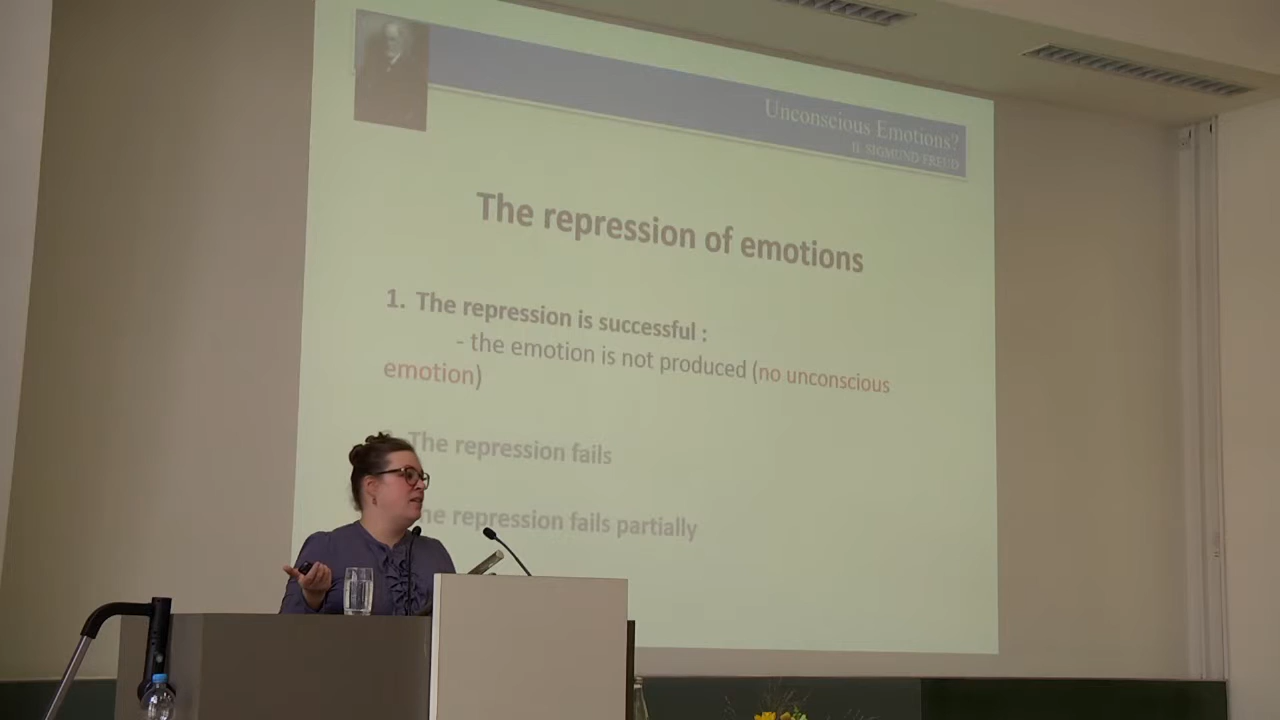 Unconscious Emotions?
II. SIGMUND FREUD
The repression of emotions
1. The repression is successful :
- the emotion is not produced (no unconscious
emotion)
The repression fails
repression fails partially